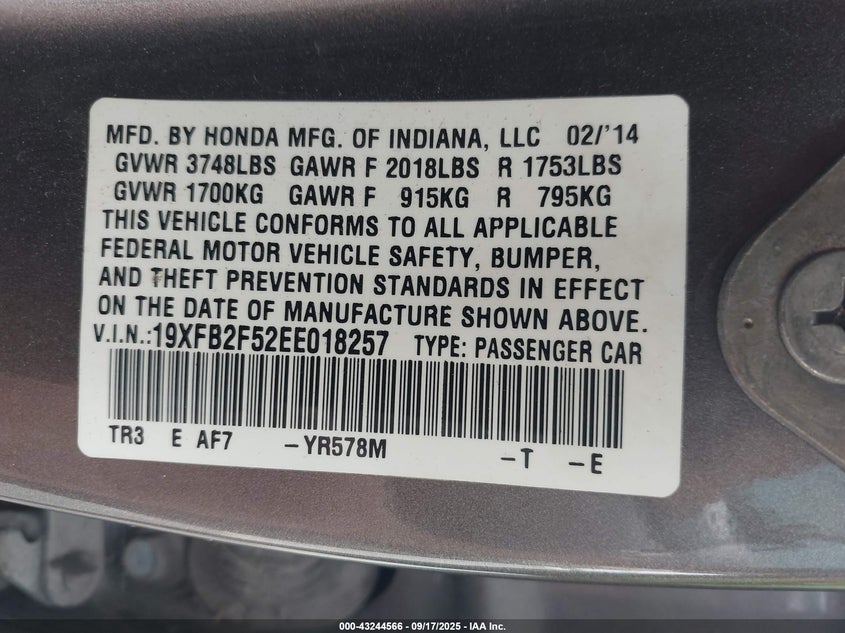 MFD. BY HONDA MFG. OF INDIANA, LLC 02/'14
GVWR 3748LBS GAWR F 2018LBS R 1753LBS
GVWR 1700KG GAWR F 915KG R 795KG
THIS VEHICLE CONFORMS TO ALL APPLICABLE
FEDERAL MOTOR VEHICLE SAFETY, BUMPER,
AND THEFT PREVENTION STANDARDS IN EFFECT
ON THE DATE OF MANUFACTURE SHOWN ABOVE.
V.I.N.:19XFB2F52EE018257 TYPE: PASSENGER CAR
TR3 E AF7 -YR578M -T -E
000-43244566 - 09/17/2025 - IAA Inc.